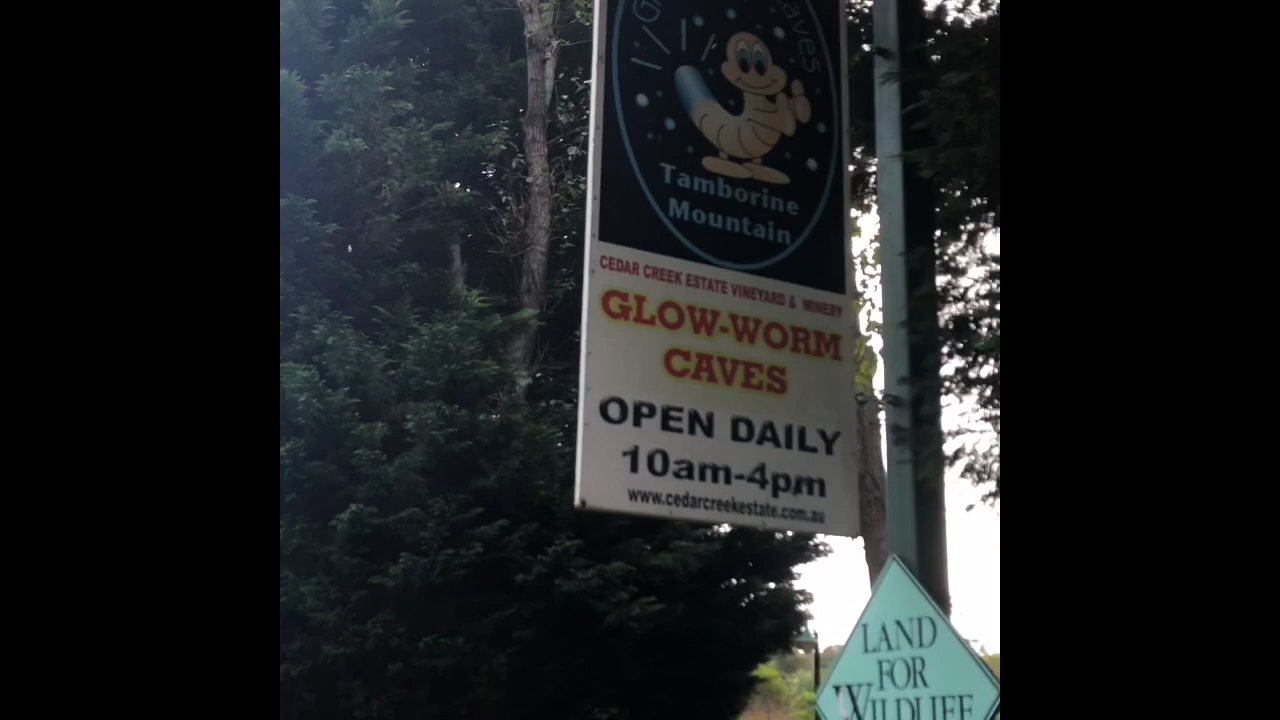 Tamborine
Mountain
CEDAR CREEK ESTATE VINEYARD & WINERY
GLOW-WORM
CAVES
OPEN DAILY
10am-4pm
www.cedarcreekestate.com.au
LAND
FOR
WILDLIFE